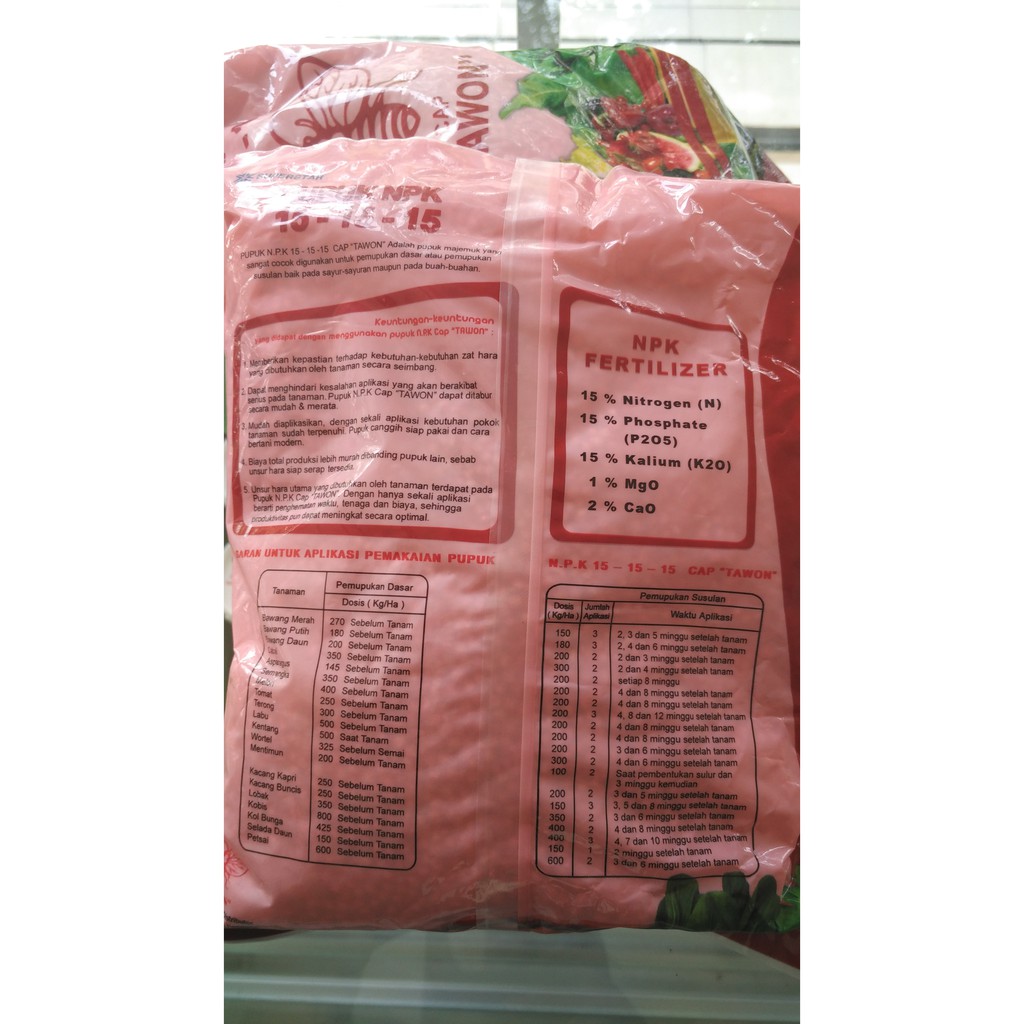 CAP
"TAWON"
PUPUK NPK
15 - 15 - 15
PUPUK N.P.K 15 - 15 -15 CAP "TAWON" Adalah pupuk majemuk yang
sangat cocok digunakan untuk pemupukan dasar atau pemupukan
susulan baik pada sayur-sayuran maupun pada buah-buahan.
Keuntungan-keuntungan
yang didapat dengan menggunakan pupuk N.P.K Cap "TAWON" :
1. Memberikan kepastian terhadap kebutuhan-kebutuhan zat hara
yang dibutuhkan oleh tanaman secara seimbang.
2. Dapat menghindari kesalahan aplikasi yang akan berakibat
serius pada tanaman. Pupuk N.P.K Cap "TAWON" dapat ditabur
secara mudah & merata.
3. Mudah diaplikasikan, dengan sekali aplikasi kebutuhan pokok
tanaman sudah terpenuhi. Pupuk canggih siap pakai dan cara
bertani modern.
4. Biaya total produksi lebih murah dibanding pupuk lain, sebab
unsur hara siap serap tersedia.
5. Unsur hara utama yang dibutuhkan oleh tanaman terdapat pada
Pupuk N.P.K Cap "TAWON". Dengan hanya sekali aplikasi
berarti penghematan waktu, tenaga dan biaya, sehingga
produktivitas pun dapat meningkat secara optimal.
NPK
FERTILIZER
15 % Nitrogen (N)
15 % Phosphate
(P2O5)
15 % Kalium (K2O)
1 % MgO
2 % CaO
SARAN UNTUK APLIKASI PEMAKAIAN PUPUK
N.P.K 15 – 15 – 15 CAP "TAWON"
Tanaman
Pemupukan Dasar
Dosis ( Kg/Ha )
Bawang Merah 270 Sebelum Tanam
Bawang Putih 180 Sebelum Tanam
Bawang Daun 200 Sebelum Tanam
350 Sebelum Tanam
Aspergus 145 Sebelum Tanam
Semangka 350 Sebelum Tanam
Melon 400 Sebelum Tanam
Tomat 250 Sebelum Tanam
Terong 300 Sebelum Tanam
Labu 500 Sebelum Tanam
Kentang 500 Saat Tanam
Wortel 325 Sebelum Semai
Mentimun 200 Sebelum Tanam
Kacang Kapri 250 Sebelum Tanam
Kacang Buncis 250 Sebelum Tanam
Lobak 350 Sebelum Tanam
Kobis 800 Sebelum Tanam
Kol Bunga 425 Sebelum Tanam
Selada Daun 150 Sebelum Tanam
Petsai 600 Sebelum Tanam
Pemupukan Susulan
Dosis ( Kg/Ha ) Jumlah Aplikasi Waktu Aplikasi
150 3 2, 3 dan 5 minggu setelah tanam
180 3 2, 4 dan 6 minggu setelah tanam
200 2 2 dan 3 minggu setelah tanam
300 2 2 dan 4 minggu setelah tanam
200 2 setiap 8 minggu
200 2 4 dan 8 minggu setelah tanam
200 2 4 dan 8 minggu setelah tanam
200 3 4, 8 dan 12 minggu setelah tanam
200 2 4 dan 8 minggu setelah tanam
200 2 4 dan 8 minggu setelah tanam
200 2 3 dan 6 minggu setelah tanam
300 2 4 dan 6 minggu setelah tanam
100 2 Saat pembentukan sulur dan
3 minggu kemudian
200 2 3 dan 5 minggu setelah tanam
150 3 3, 5 dan 8 minggu setelah tanam
350 2 3 dan 6 minggu setelah tanam
400 2 4 dan 8 minggu setelah tanam
400 3 4, 7 dan 10 minggu setelah tanam
150 1 2 minggu setelah tanam
600 2 3 dan 6 minggu setelah tanam